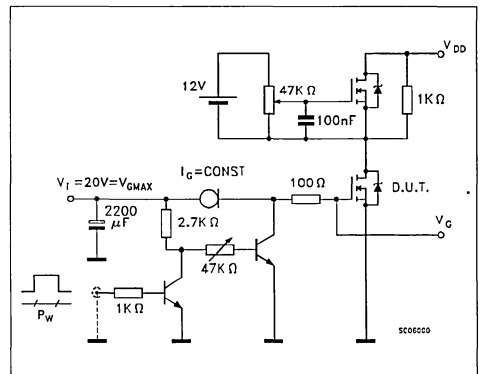 V_DD
12V
47KΩ
1KΩ
100nF
I_G=CONST
V_I=20V=V_GMAX
100Ω
D.U.T.
2200
μF
2.7KΩ
V_G
47KΩ
1KΩ
P_W
SC06000